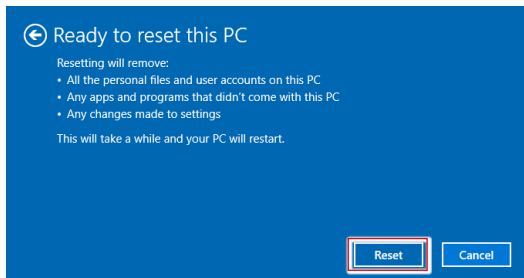 Ready to reset this PC
Resetting will remove:
• All the personal files and user accounts on this PC
• Any apps and programs that didn't come with this PC
• Any changes made to settings
This will take a while and your PC will restart.
Reset
Cancel